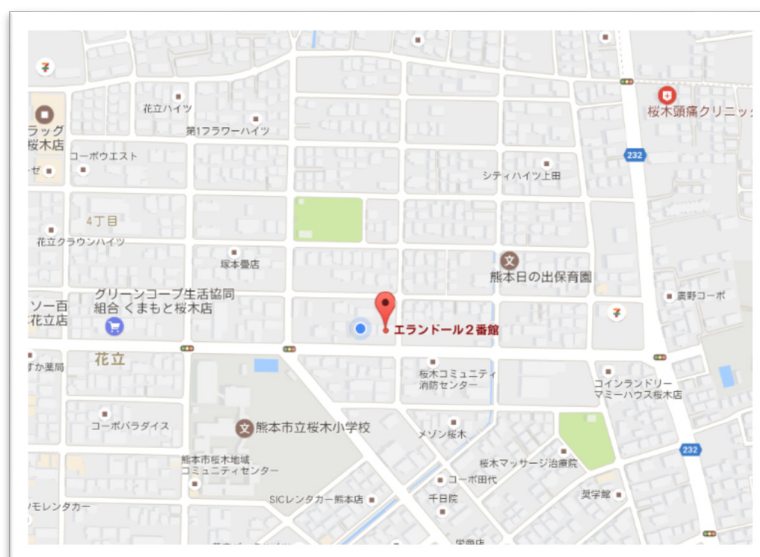 花立ハイツ
第1フラワーハイツ
桜木頭痛クリニック
ラッグ
桜木店
コーポウエスト
232
シティハイツ上田
4丁目
花立クラウンハイツ
塚本畳店
熊本日の出保育園
グリーンコープ生活協同
組合 くまもと桜木店
廣野コーポ
ソー百
花立店
エランドール2番館
花立
すか薬局
桜木コミュニティ
消防センター
コインランドリー
マミーハウス桜木店
コーポパラダイス
熊本市立桜木小学校
メゾン桜木
232
熊本市桜木地域
コミュニティセンター
桜木マッサージ治療院
コーポ田代
SICレンタカー熊本店
千日院
奨学館
モレンタカー